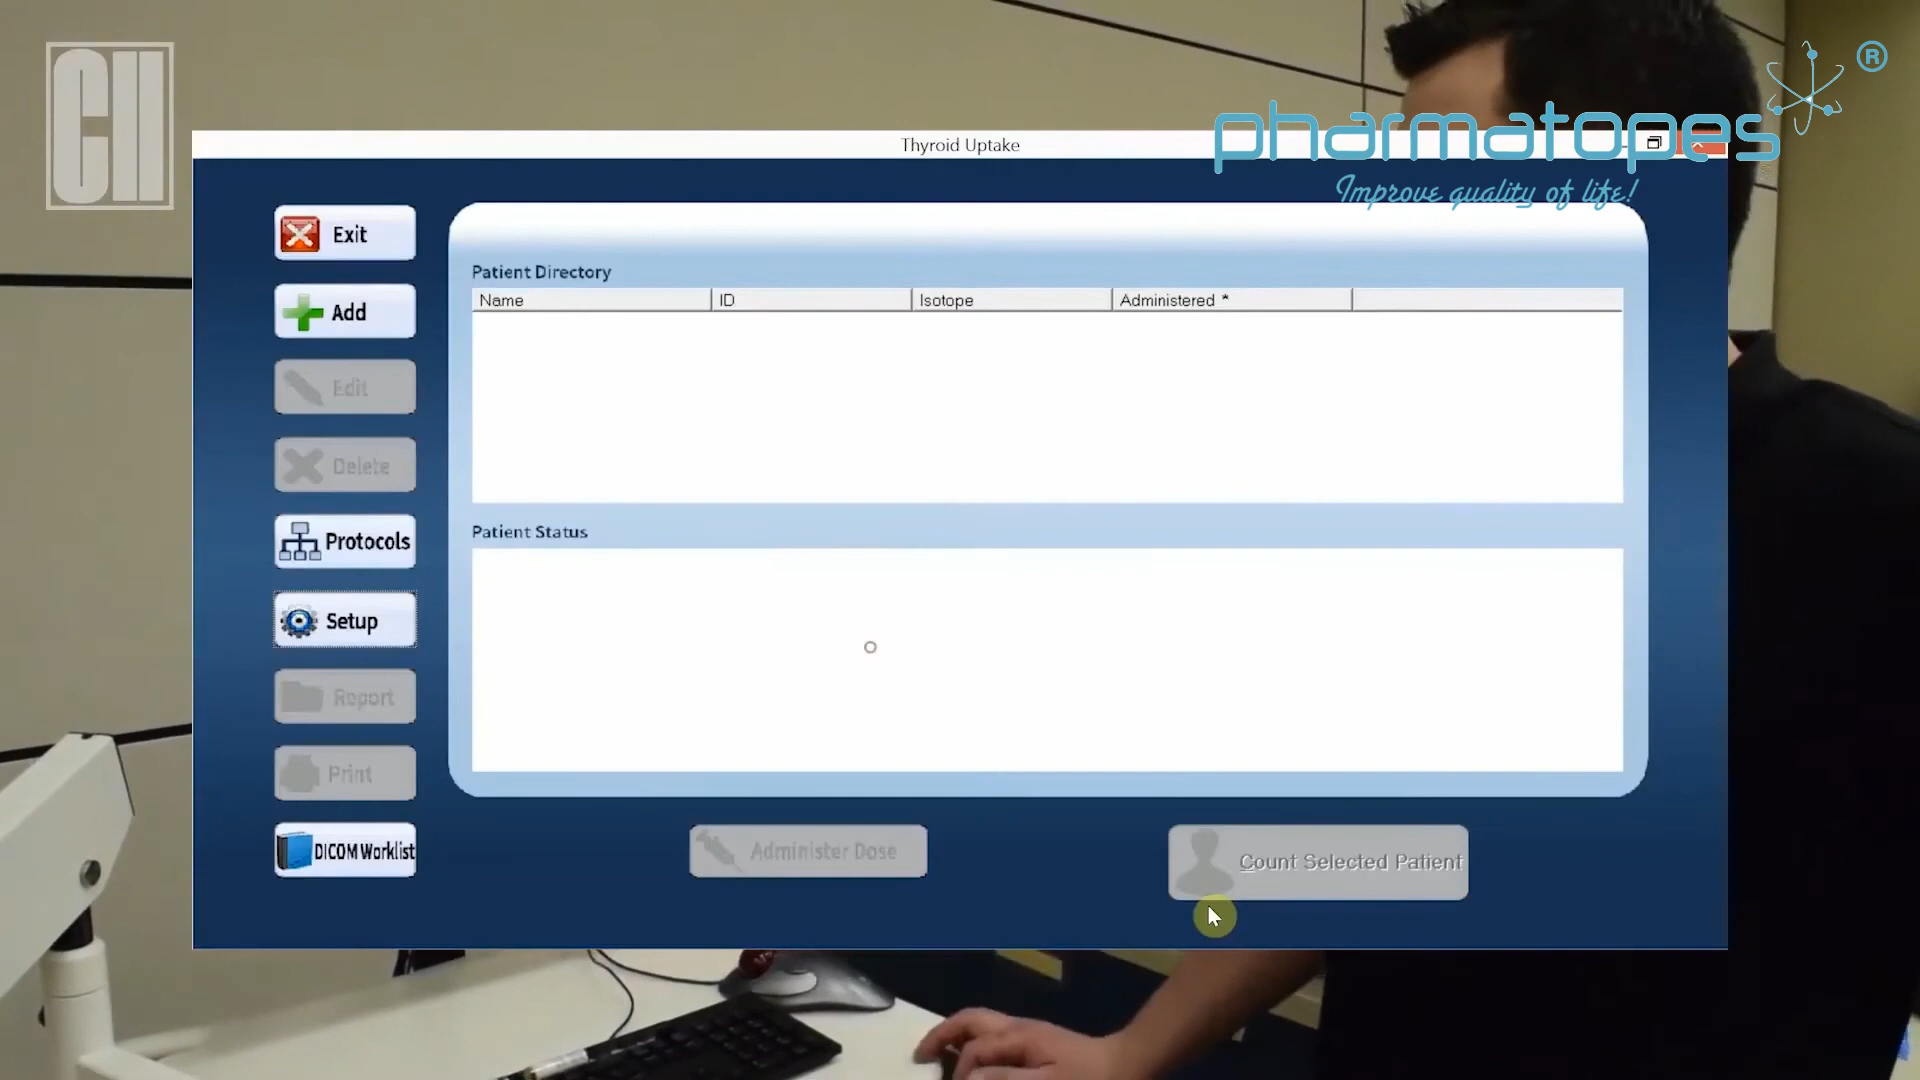 CII
®
pharmatopes
Improve quality of life!
Thyroid Uptake
Exit
Add
Edit
Delete
Protocols
Setup
Report
Print
DICOM Worklist
Patient Directory
Name ID Isotope Administered *
Patient Status
Administer Dose
Count Selected Patient